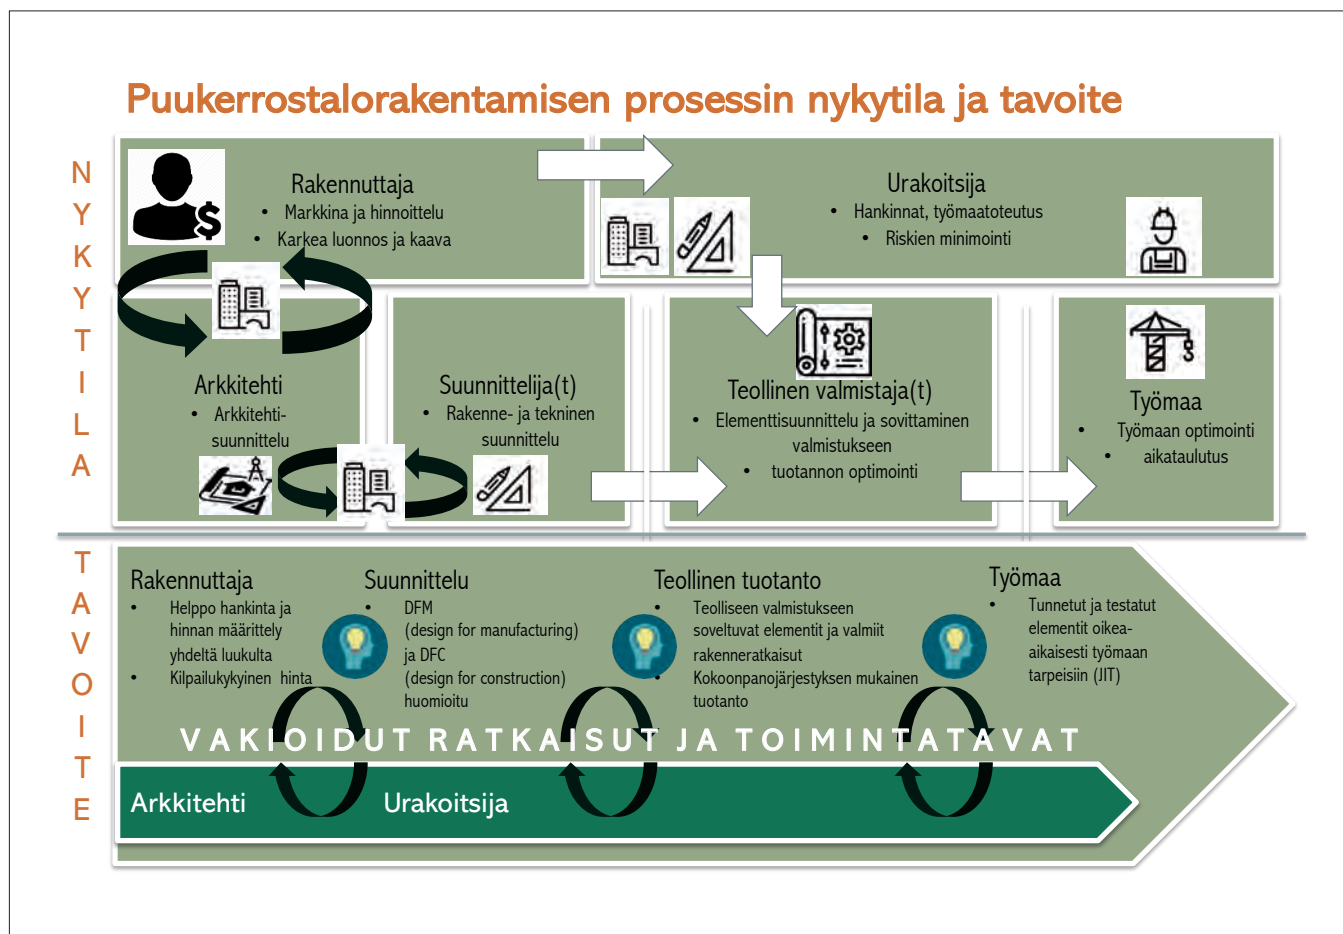 Puukerrostalorakentamisen prosessin nykytila ja tavoite
NYKYTILA
Rakennuttaja
• Markkina ja hinnoittelu
• Karkea luonnos ja kaava
Urakoitsija
• Hankinnat, työmaatoteutus
• Riskien minimointi
Arkkitehti
• Arkkitehti-
suunnittelu
Suunnittelija(t)
• Rakenne- ja tekninen
suunnittelu
Teollinen valmistaja(t)
• Elementtisuunnittelu ja sovittaminen
valmistukseen
• tuotannon optimointi
Työmaa
• Työmaan optimointi
• aikataulutus
TAVOITE
Rakennuttaja
• Helppo hankinta ja
hinnan määrittely
yhdeltä luukulta
• Kilpailukykyinen hinta
Suunnittelu
• DFM
(design for manufacturing)
ja DFC
(design for construction)
huomioitu
Teollinen tuotanto
• Teolliseen valmistukseen
soveltuvat elementit ja valmiit
rakenneratkaisut
• Kokoonpanojärjestyksen mukainen
tuotanto
Työmaa
• Tunnetut ja testatut
elementit oikea-
aikaisesti työmaan
tarpeisiin (JIT)
VAKIOIDUT RATKAISUT JA TOIMINTATAVAT
Arkkitehti
Urakoitsija